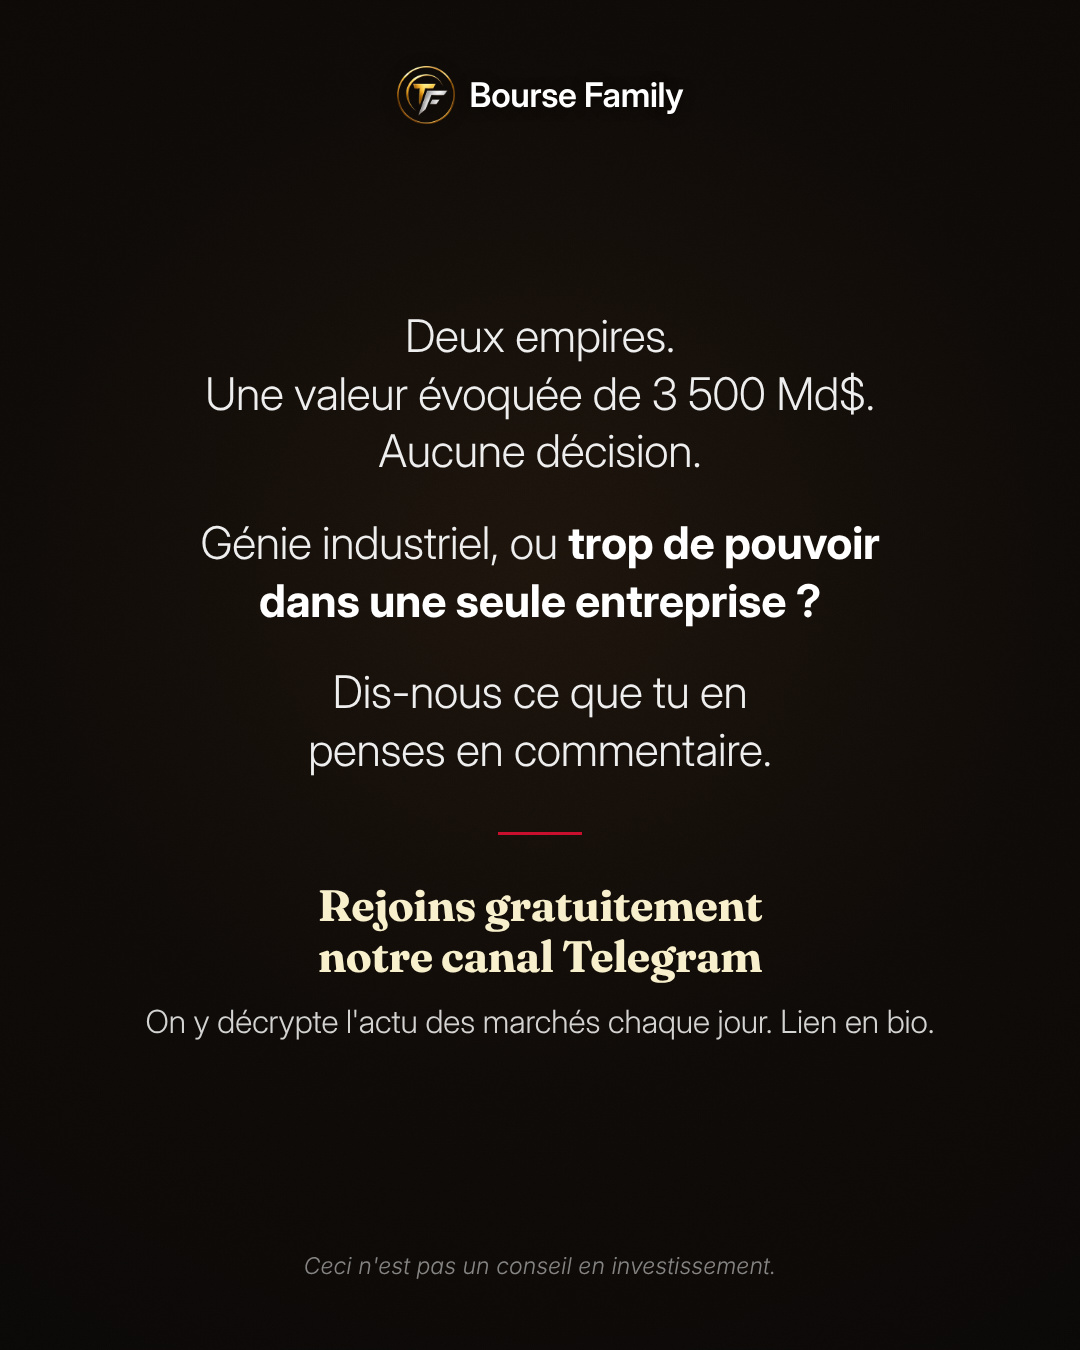 TF Bourse Family
Deux empires.
Une valeur évoquée de 3 500 Md$.
Aucune décision.
Génie industriel, ou trop de pouvoir
dans une seule entreprise ?
Dis-nous ce que tu en
penses en commentaire.
Rejoins gratuitement
notre canal Telegram
On y décrypte l'actu des marchés chaque jour. Lien en bio.
Ceci n'est pas un conseil en investissement.